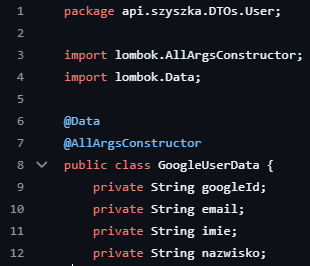 1 package api.szyszka.DTOs.User;
2
3 import lombok.AllArgsConstructor;
4 import lombok.Data;
5
6 @Data
7 @AllArgsConstructor
8 public class GoogleUserData {
9 private String googleId;
10 private String email;
11 private String imie;
12 private String nazwisko;